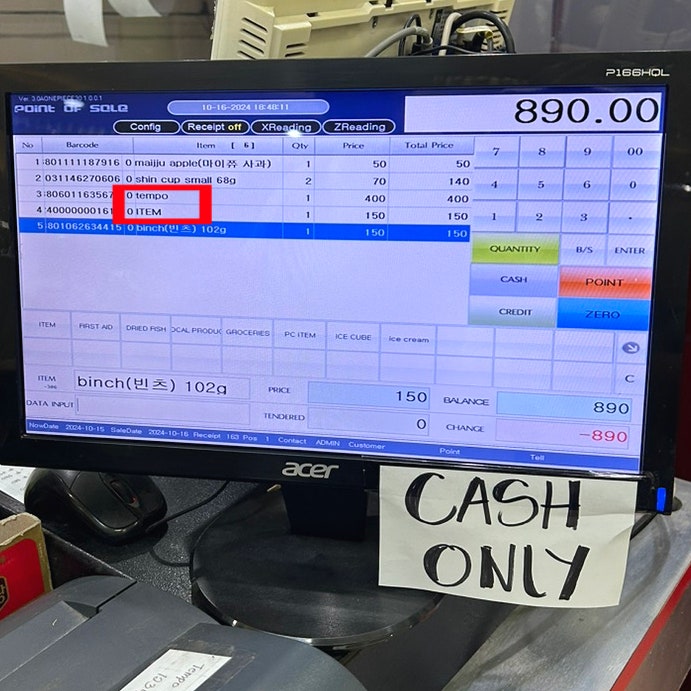 P166HQL
Ver. 3.0AONEPIECE30 1.0.0.1
POINT OF SALE
10-16-2024 18:48:11
890.00
Config Receipt off XReading ZReading
No Barcode Item [ 6] Qty Price Total Price
1 801111187916 0 maijju apple(마이쮸 사과) 1 50 50
2 031146270606 0 shin cup small 68g 2 70 140
3 80601163567 0 tempo 1 400 400
4 40000000161 0 ITEM 1 150 150
5 801062634415 0 binch(빈츠) 102g 1 150 150
7 8 9 00
4 5 6 0
1 2 3 .
QUANTITY B/S ENTER
CASH POINT
CREDIT ZERO
ITEM FIRST AID DRIED FISH OCAL PRODUC GROCERIES PC ITEM ICE CUBE ice cream
C
ITEM binch(빈츠) 102g PRICE 150 BALANCE 890
DATA INPUT TENDERED 0 CHANGE -890
NowDate 2024-10-15 SaleDate 2024-10-16 Receipt 163 Pos 1 Contact ADMIN Customer Point Tell
acer
CASH
ONLY
Tempo